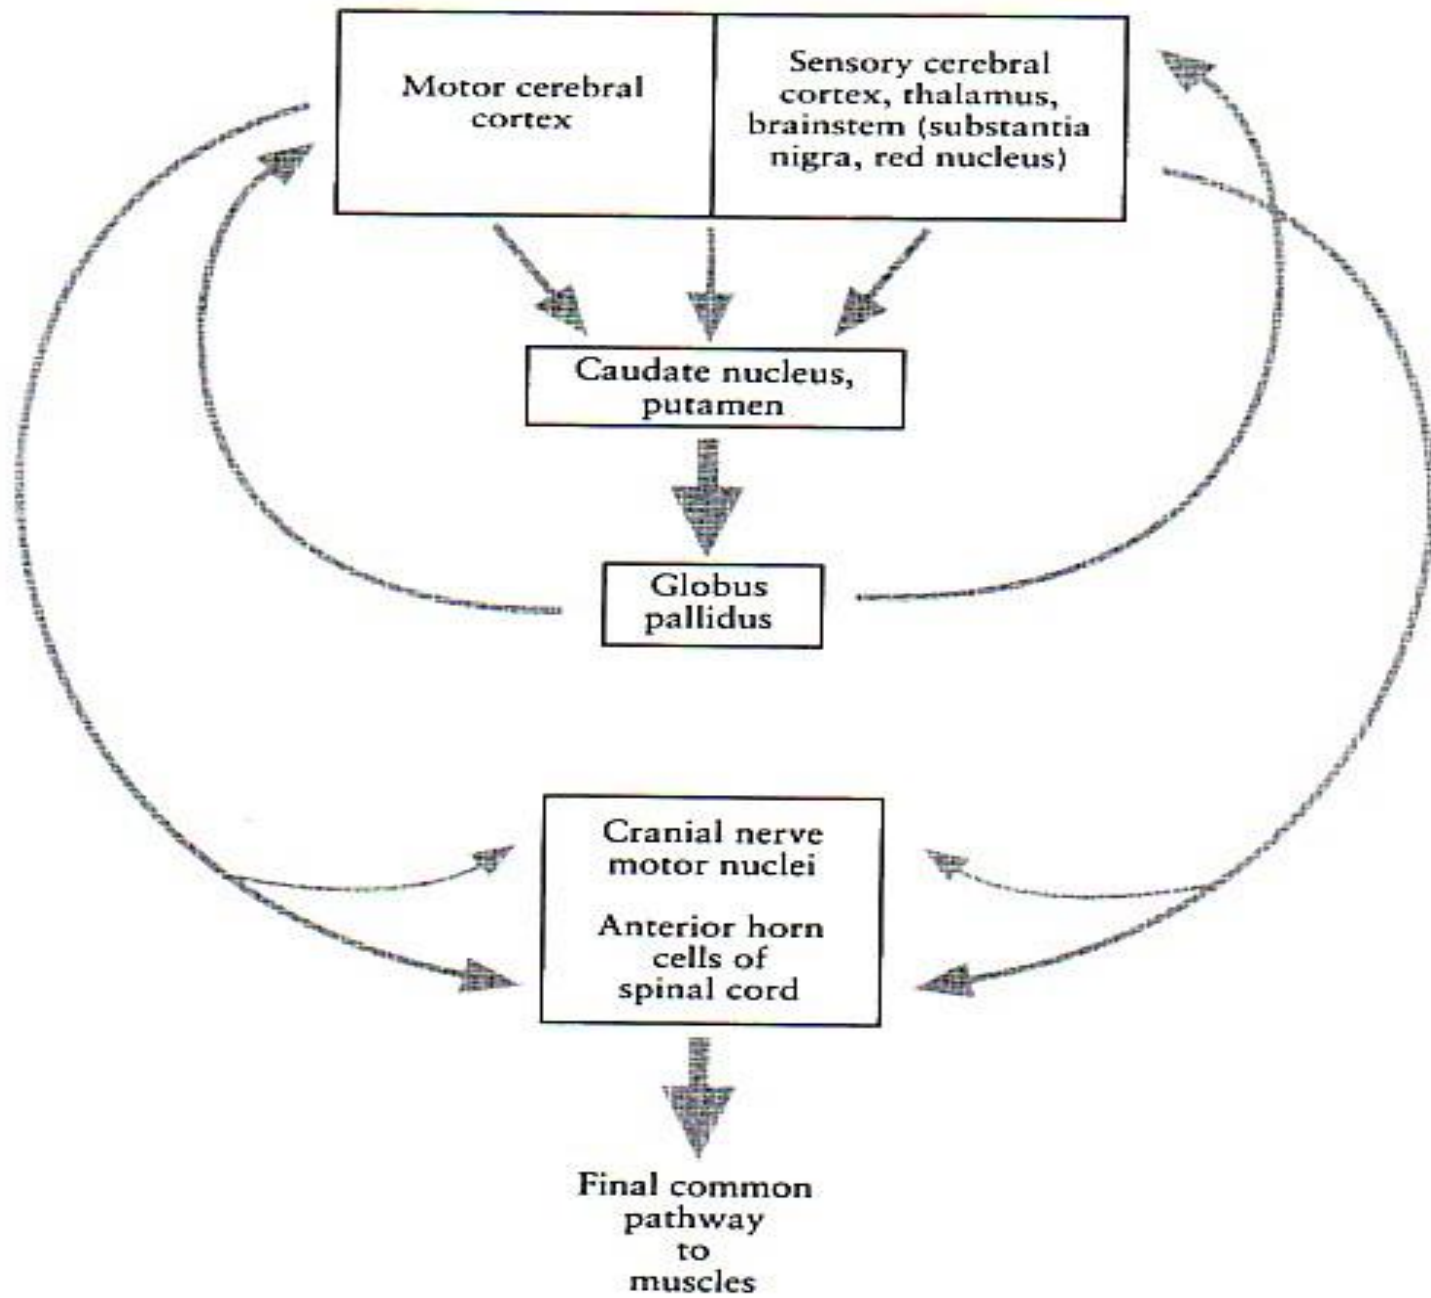 Motor cerebral
cortex
Sensory cerebral
cortex, thalamus,
brainstem (substantia
nigra, red nucleus)
Caudate nucleus,
putamen
Globus
pallidus
Cranial nerve
motor nuclei
Anterior horn
cells of
spinal cord
Final common
pathway
to
muscles